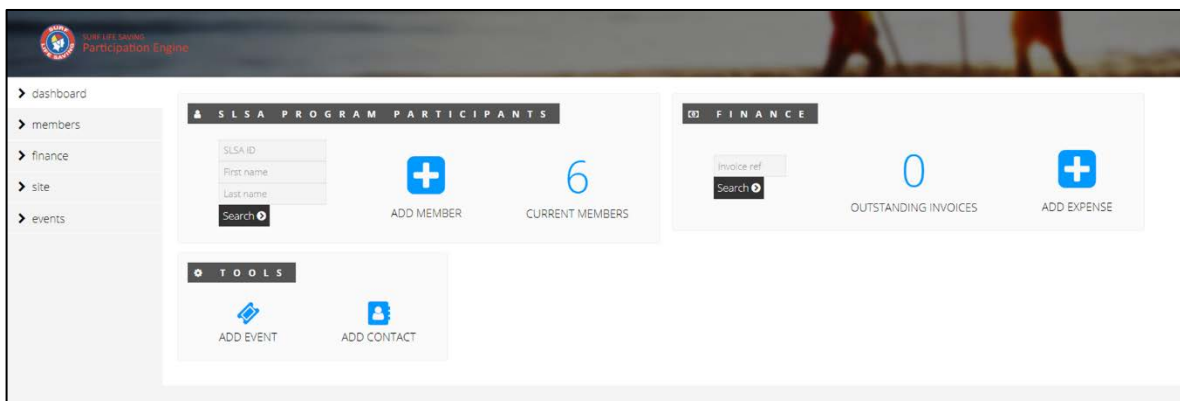 SURF LIFE SAVING
Participation Engine
dashboard
members
finance
site
events
SLSA PROGRAM PARTICIPANTS
SLSA ID
First name
Last name
Search
ADD MEMBER
6
CURRENT MEMBERS
FINANCE
Invoice ref
Search
0
OUTSTANDING INVOICES
ADD EXPENSE
TOOLS
ADD EVENT
ADD CONTACT